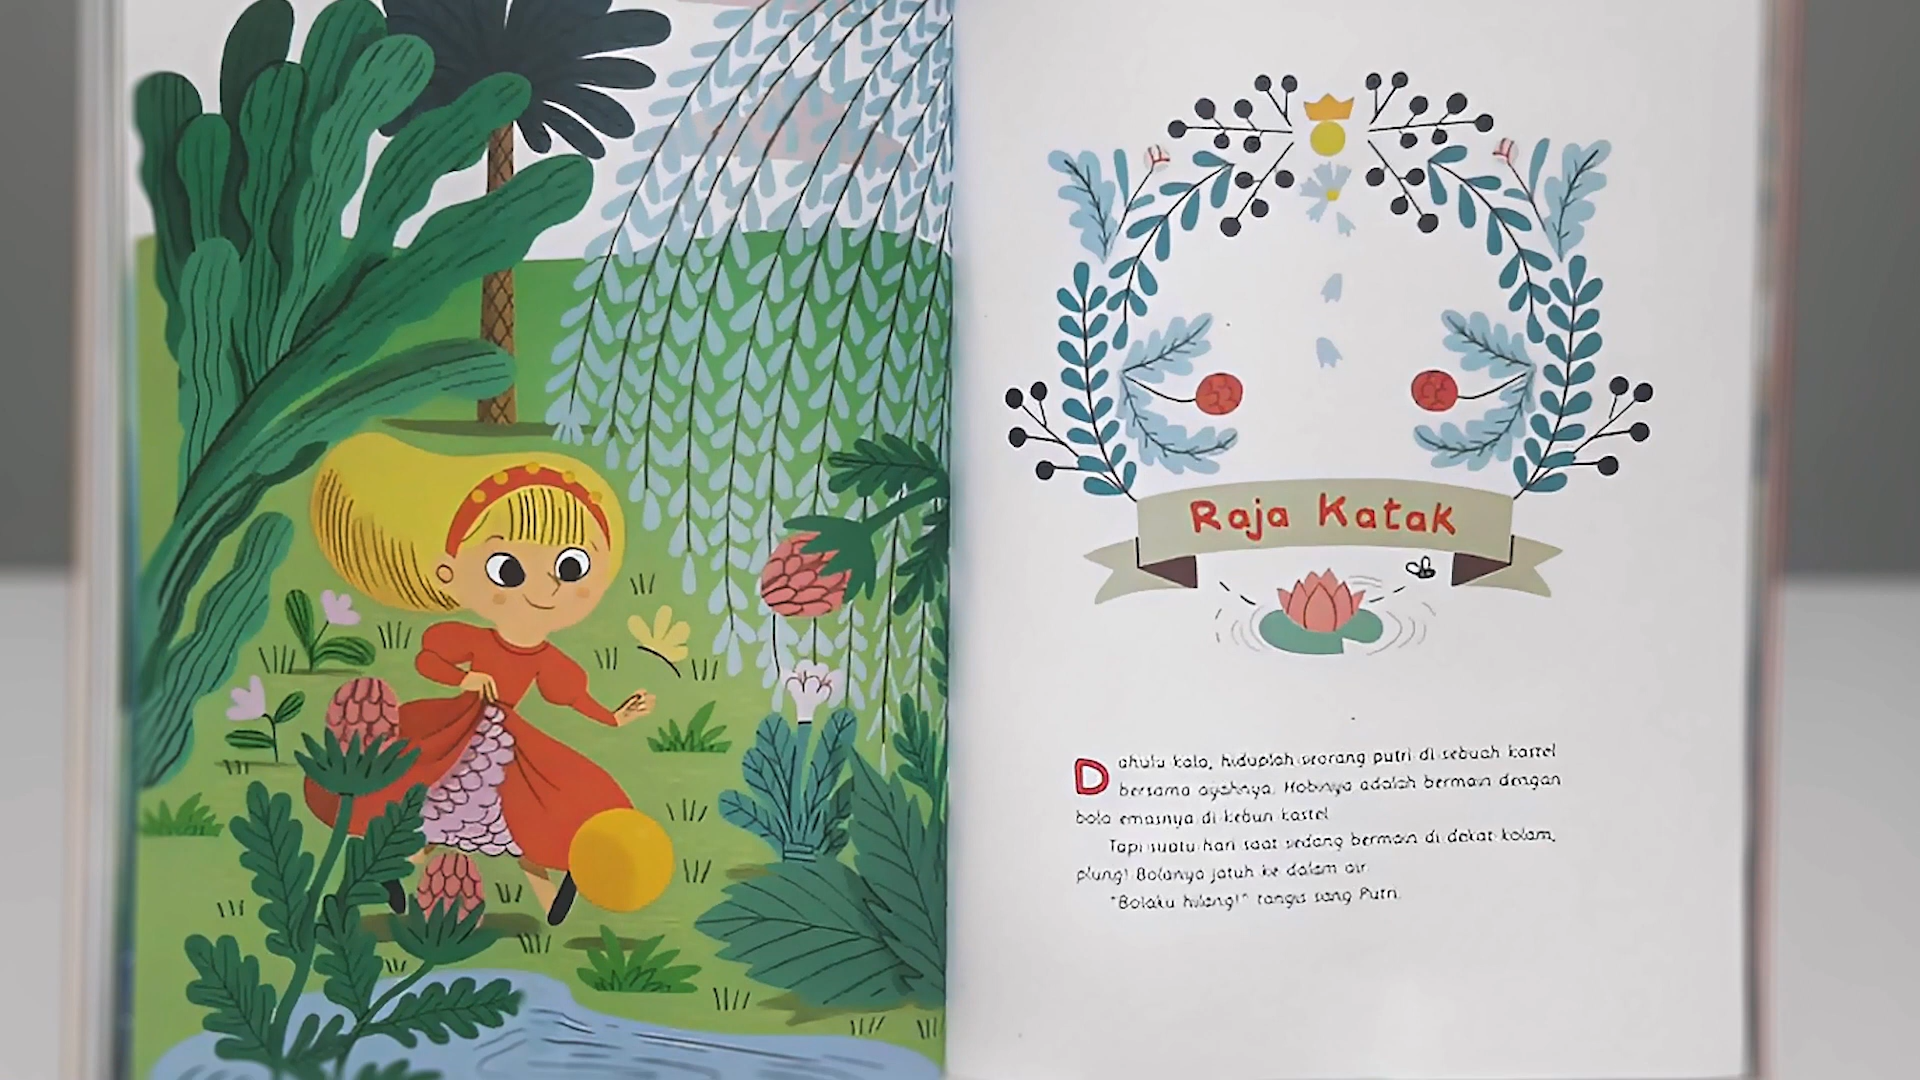 Raja Katak
Dahulu kala, hiduplah seorang putri di sebuah kastel
bersama ayahnya. Hobinya adalah bermain dengan
bola emasnya di kebun kastel.
Tapi suatu hari saat sedang bermain di dekat kolam,
plung! Bolanya jatuh ke dalam air.
"Bolaku hilang!" tangis sang Putri.